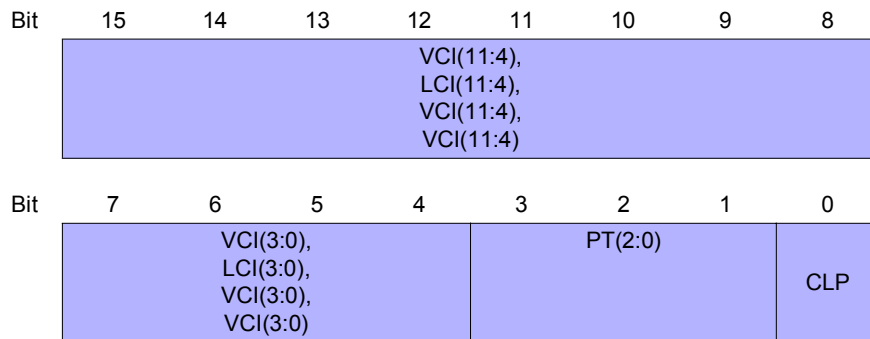 Bit 15 14 13 12 11 10 9 8
VCI(11:4),
LCI(11:4),
VCI(11:4),
VCI(11:4)
Bit 7 6 5 4 3 2 1 0
VCI(3:0), PT(2:0)
LCI(3:0),
CLP
VCI(3:0),
VCI(3:0)